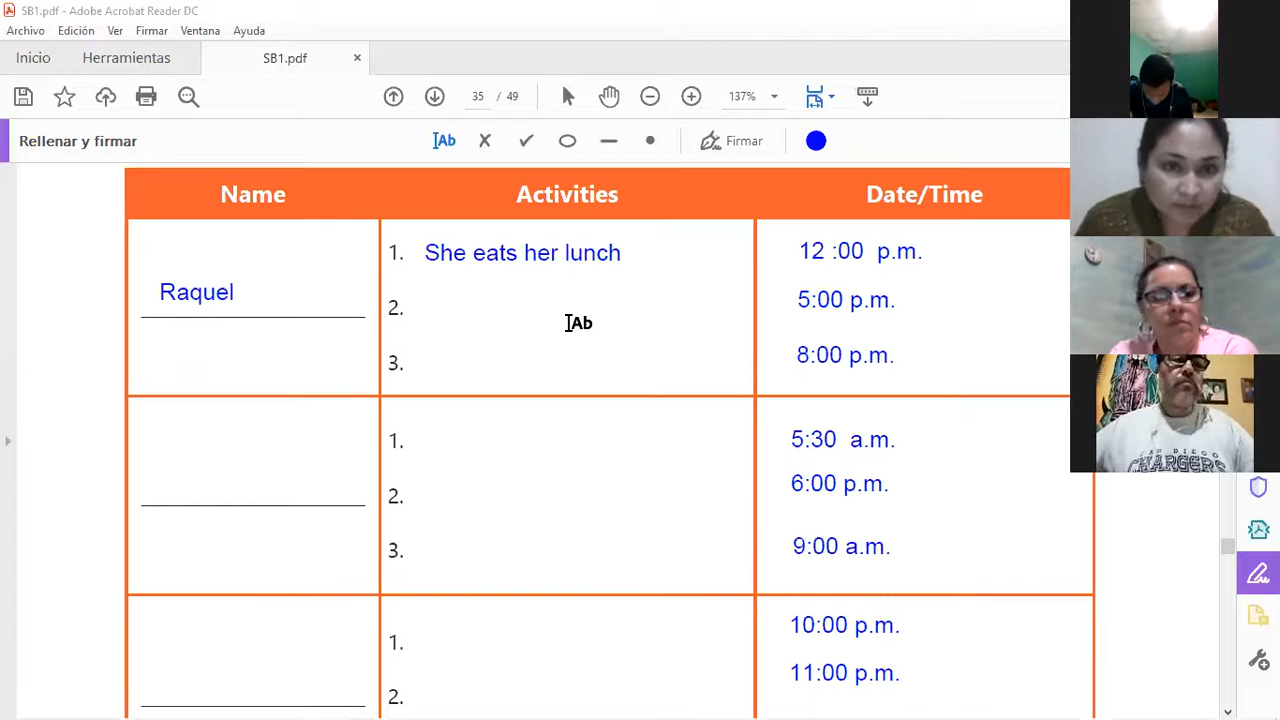 SB1.pdf - Adobe Acrobat Reader DC
Archivo Edición Ver Firmar Ventana Ayuda
Inicio Herramientas SB1.pdf ×
35 / 49 137%
Rellenar y firmar Ab Firmar
Name Activities Date/Time
1. She eats her lunch 12 :00 p.m.
Raquel
2. 5:00 p.m.
Ab
3. 8:00 p.m.
1. 5:30 a.m.
2. 6:00 p.m.
3. 9:00 a.m.
1. 10:00 p.m.
2. 11:00 p.m.
SAN DIEGO
CHARGERS